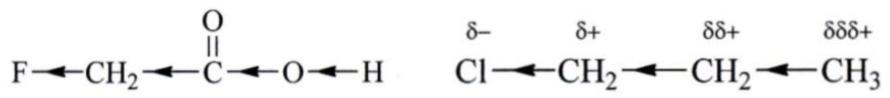 O
δ− δ+ δδ+ δδδ+
F CH₂ C O H Cl CH₂ CH₂ CH₃